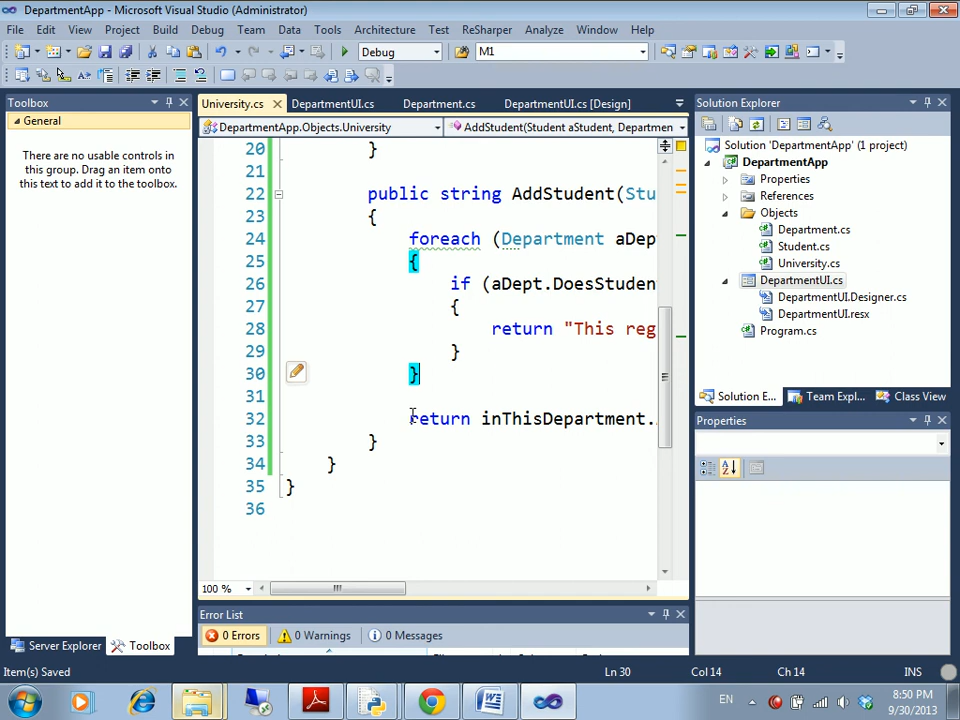 DepartmentApp - Microsoft Visual Studio (Administrator)
File Edit View Project Build Debug Team Data Tools Architecture Test ReSharper Analyze Window Help
Debug M1
Toolbox
General
There are no usable controls in this group. Drag an item onto this text to add it to the toolbox.
Server Explorer Toolbox
University.cs DepartmentUI.cs Department.cs DepartmentUI.cs [Design]
DepartmentApp.Objects.University AddStudent(Student aStudent, Departmen
20 }
21
22 public string AddStudent(Stu
23 {
24 foreach (Department aDep
25 {
26 if (aDept.DoesStuden
27 {
28 return "This reg
29 }
30 }
31
32 return inThisDepartment.
33 }
34 }
35 }
36
100 %
Error List
0 Errors 0 Warnings 0 Messages
Solution Explorer
Solution 'DepartmentApp' (1 project)
DepartmentApp
Properties
References
Objects
Department.cs
Student.cs
University.cs
DepartmentUI.cs
DepartmentUI.Designer.cs
DepartmentUI.resx
Program.cs
Solution E... Team Expl... Class View
Properties
Item(s) Saved Ln 30 Col 14 Ch 14 INS
EN 8:50 PM
9/30/2013